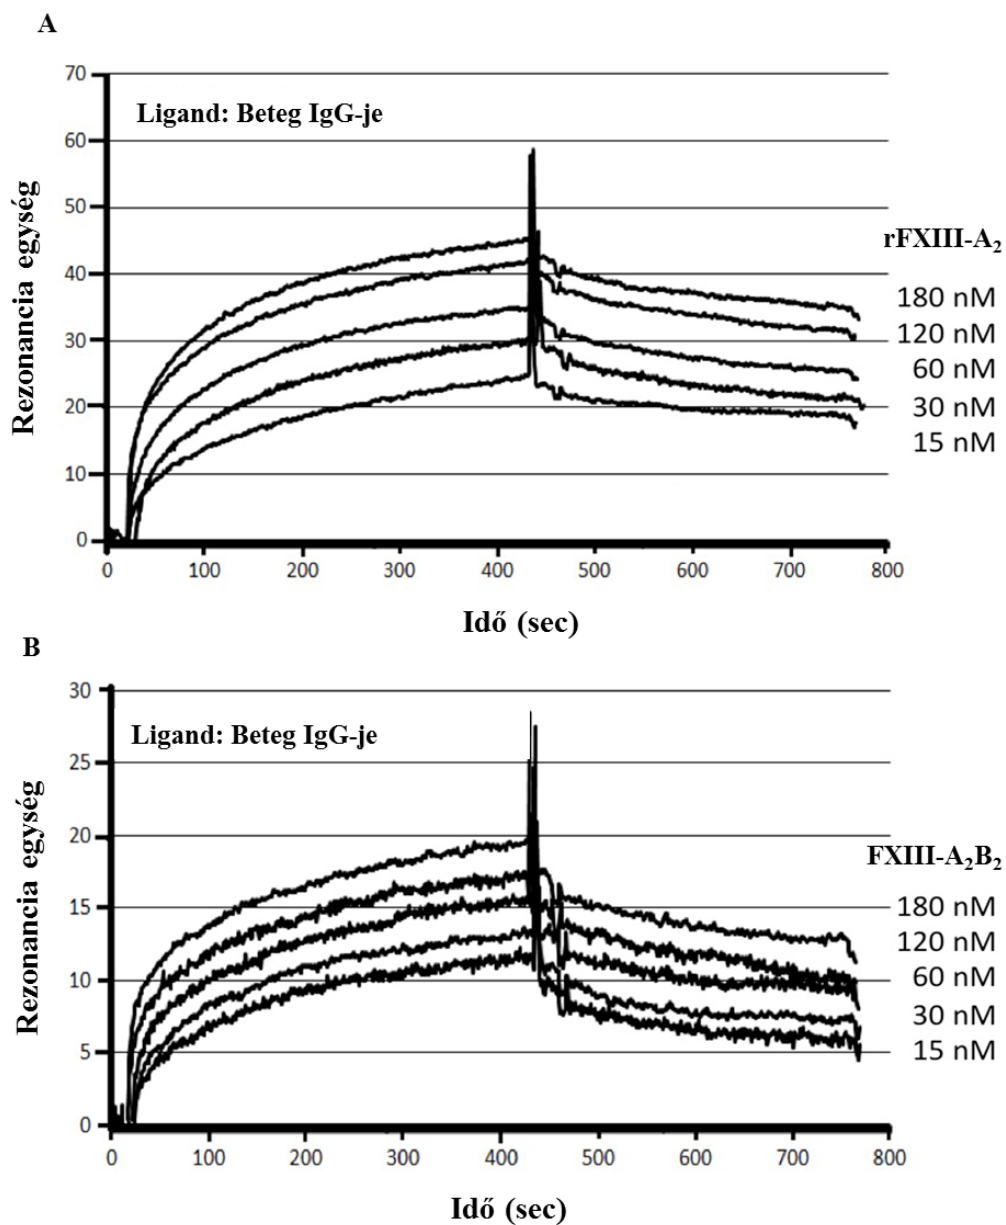 A
70
60
50
40
30
20
10
0
Ligand: Beteg IgG-je
Rezonancia egység
rFXIII-A₂
180 nM
120 nM
60 nM
30 nM
15 nM
0 100 200 300 400 500 600 700 800
Idő (sec)
B
30
25
20
15
10
5
0
Ligand: Beteg IgG-je
Rezonancia egység
FXIII-A₂B₂
180 nM
120 nM
60 nM
30 nM
15 nM
0 100 200 300 400 500 600 700 800
Idő (sec)